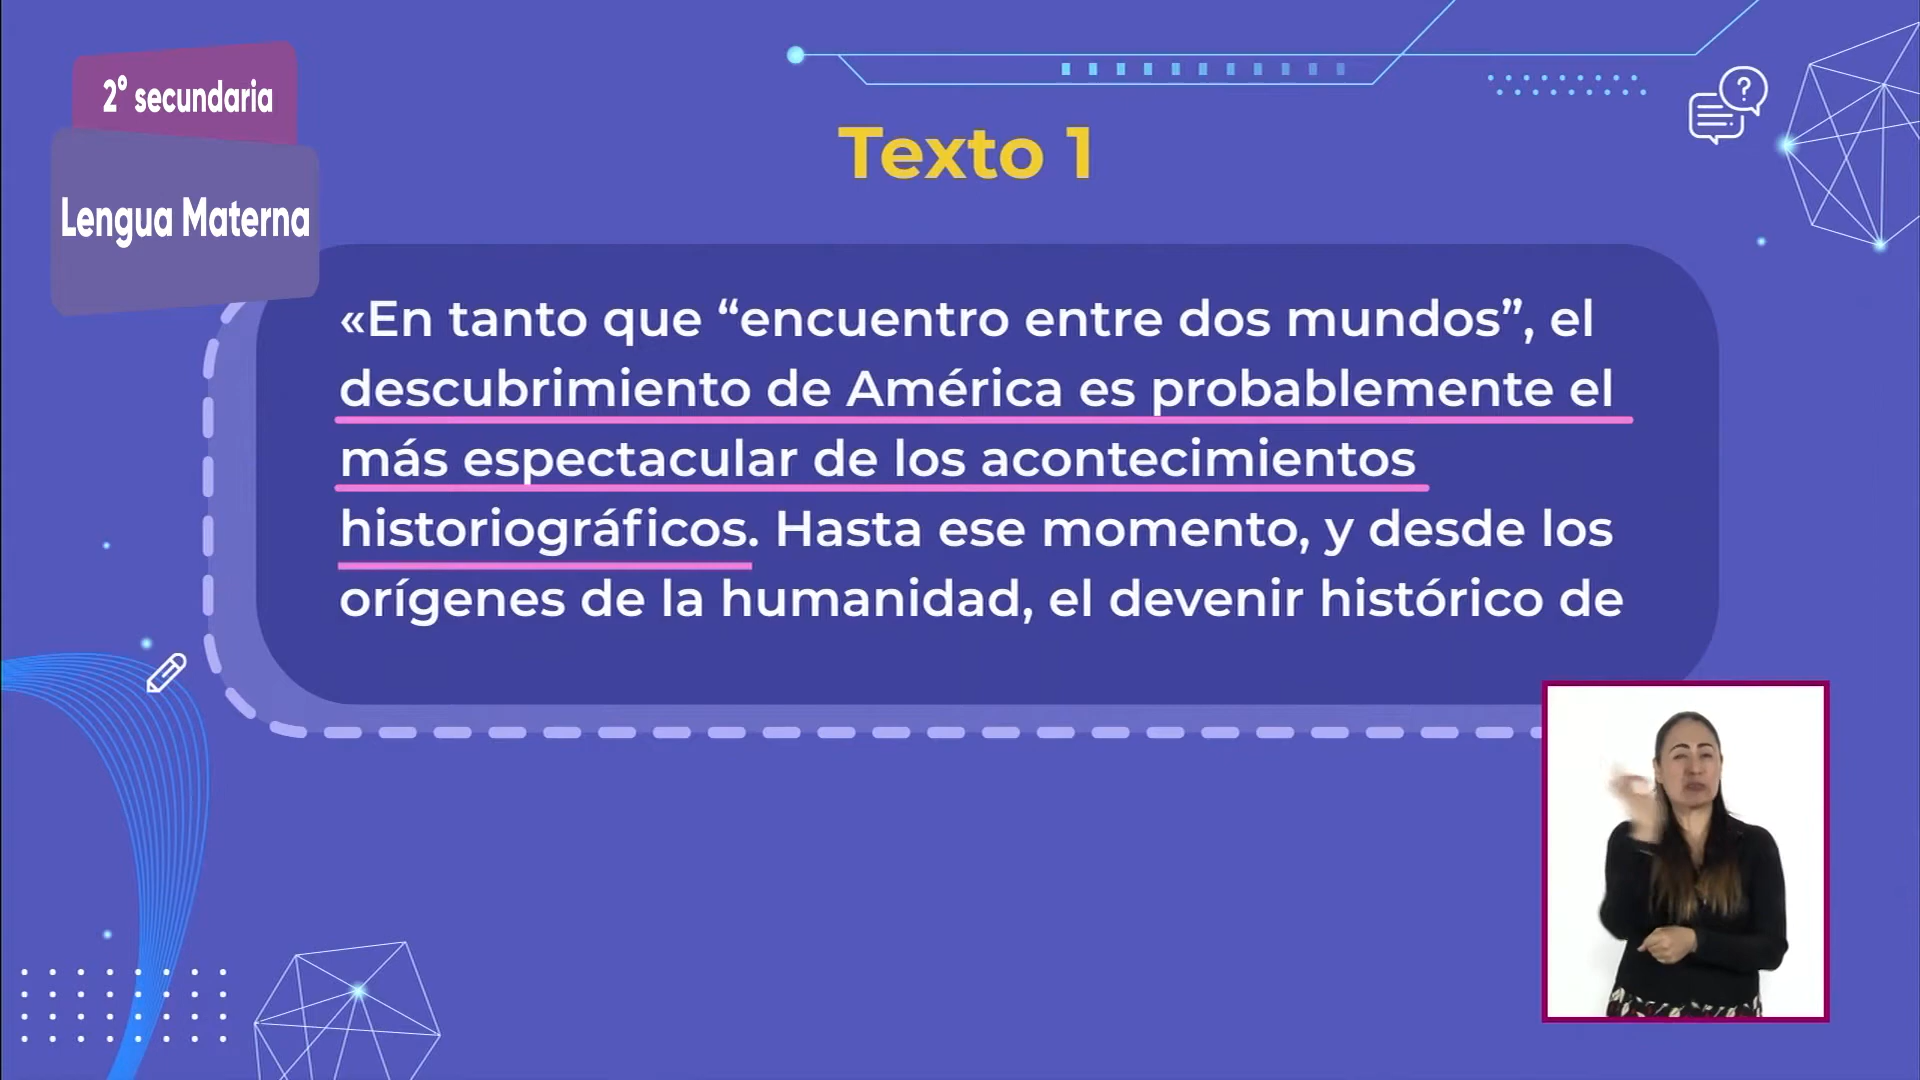 2° secundaria
Lengua Materna
Texto 1
«En tanto que “encuentro entre dos mundos”, el
descubrimiento de América es probablemente el
más espectacular de los acontecimientos
historiográficos. Hasta ese momento, y desde los
orígenes de la humanidad, el devenir histórico de
?